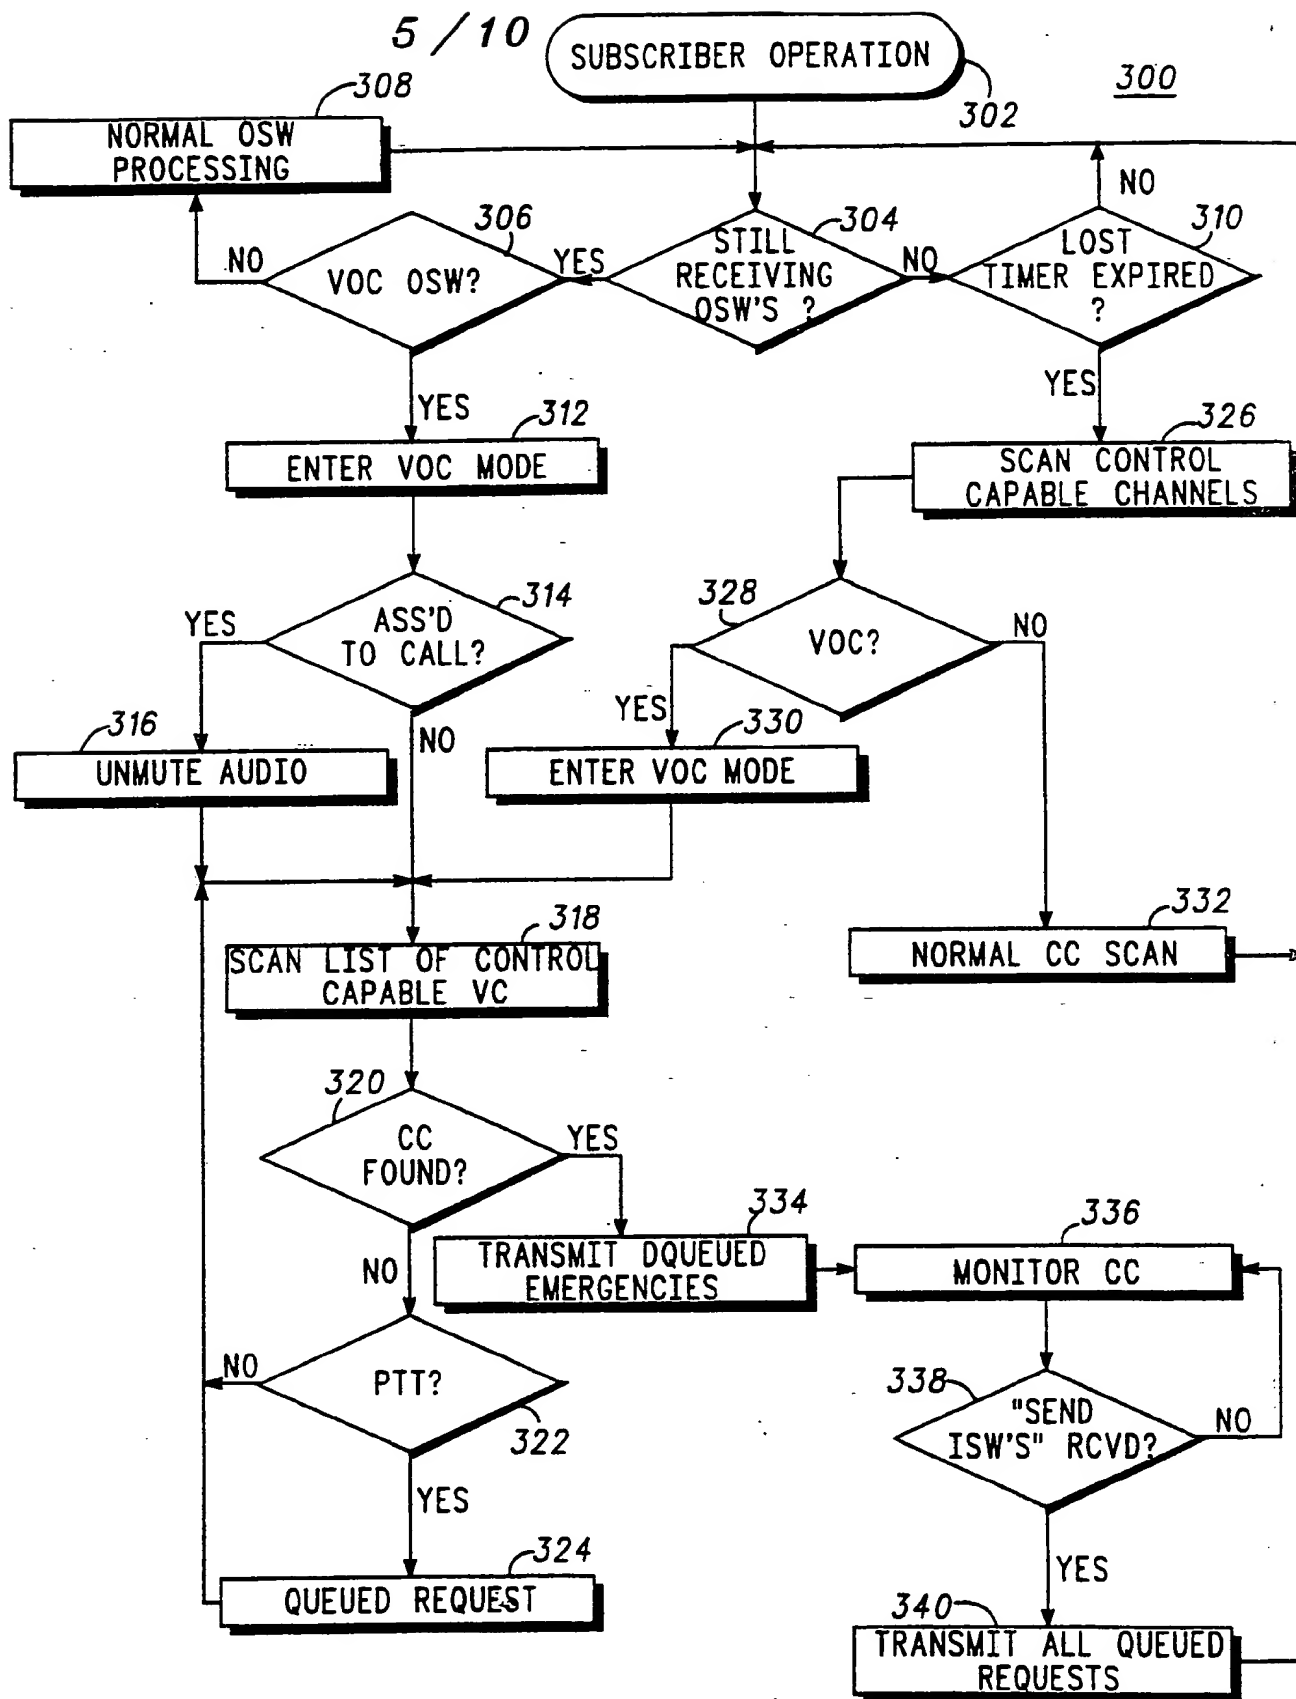 5/10
SUBSCRIBER OPERATION
302
300
308
NORMAL OSW
PROCESSING
306
VOC OSW?
NO
YES
304
STILL
RECEIVING
OSW'S ?
NO
310
LOST
TIMER EXPIRED
?
NO
YES
YES
312
ENTER VOC MODE
326
SCAN CONTROL
CAPABLE CHANNELS
314
ASS'D
TO CALL?
YES
NO
328
VOC?
NO
YES
316
UNMUTE AUDIO
330
ENTER VOC MODE
318
SCAN LIST OF CONTROL
CAPABLE VC
332
NORMAL CC SCAN
320
CC
FOUND?
YES
NO
334
TRANSMIT DQUEUED
EMERGENCIES
336
MONITOR CC
NO
PTT?
322
YES
338
"SEND
ISW'S" RCVD?
NO
YES
324
QUEUED REQUEST
340
TRANSMIT ALL QUEUED
REQUESTS